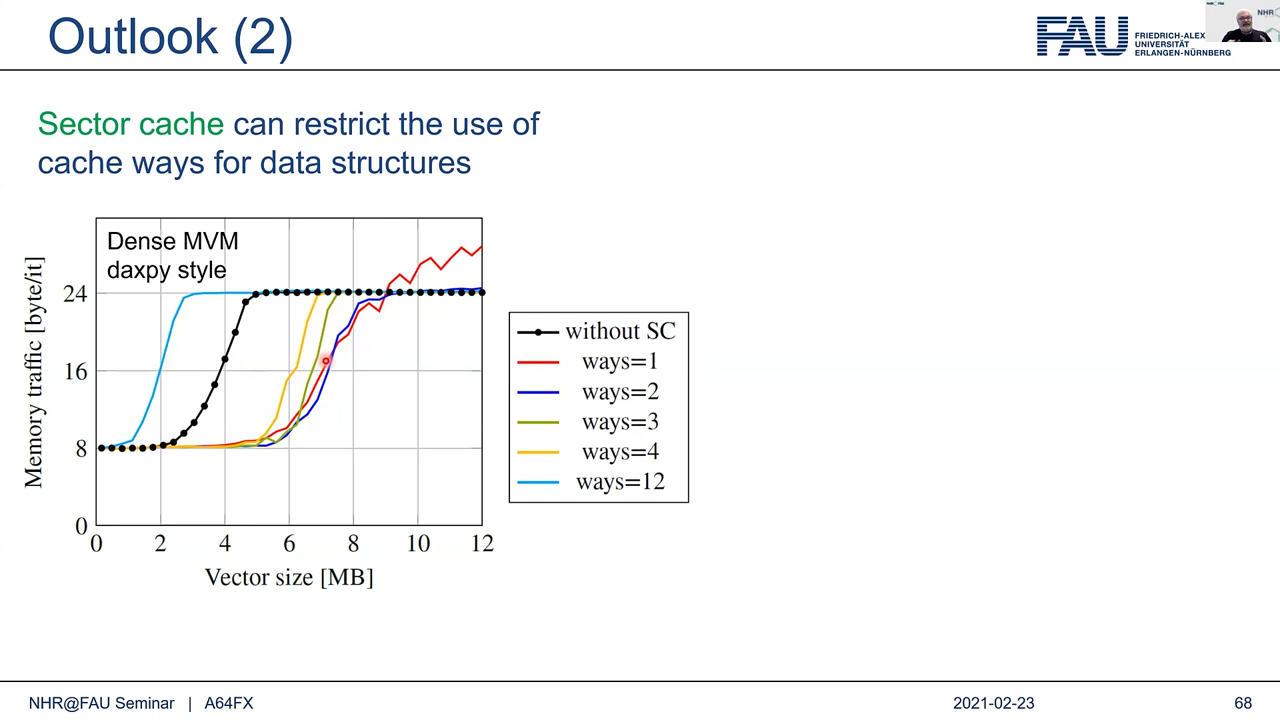 Outlook (2)
FAU
FRIEDRICH-ALEX
UNIVERSITÄT
ERLANGEN-NÜRNBERG
NHR
Sector cache can restrict the use of
cache ways for data structures
Dense MVM
daxpy style
Memory traffic [byte/it]
24
16
8
0
0 2 4 6 8 10 12
Vector size [MB]
without SC
ways=1
ways=2
ways=3
ways=4
ways=12
NHR@FAU Seminar | A64FX
2021-02-23
68